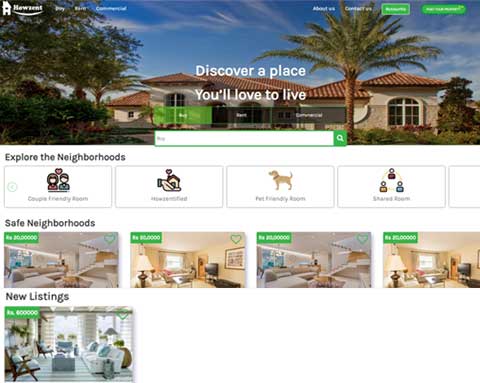 Howzent Buy Rent Commercial About us Contact us Accounts POST YOUR PROPERTY
Discover a place
You'll love to live
Buy Rent Commercial
Buy
Explore the Neighborhoods
Couple Friendly Room Howzentified Pet Friendly Room Shared Room
Safe Neighborhoods
Rs 20,00000 Rs 20,00000 Rs 20,00000 Rs 20,00000
New Listings
Rs. 600000